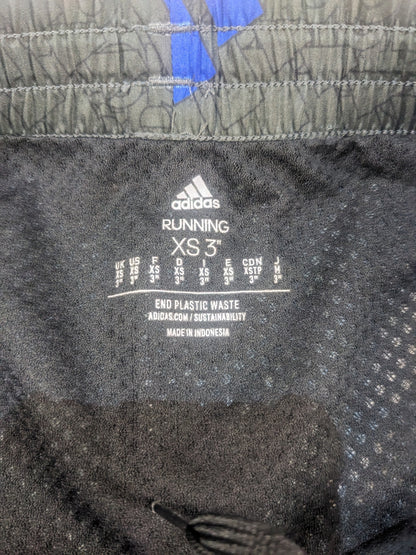 adidas
RUNNING
XS 3"
UK US F D I E CDN J
XS XS XS XS XS XS XSTP M
3" 3" 3" 3" 3" 3" 3" 3"
END PLASTIC WASTE
ADIDAS.COM / SUSTAINABILITY
MADE IN INDONESIA